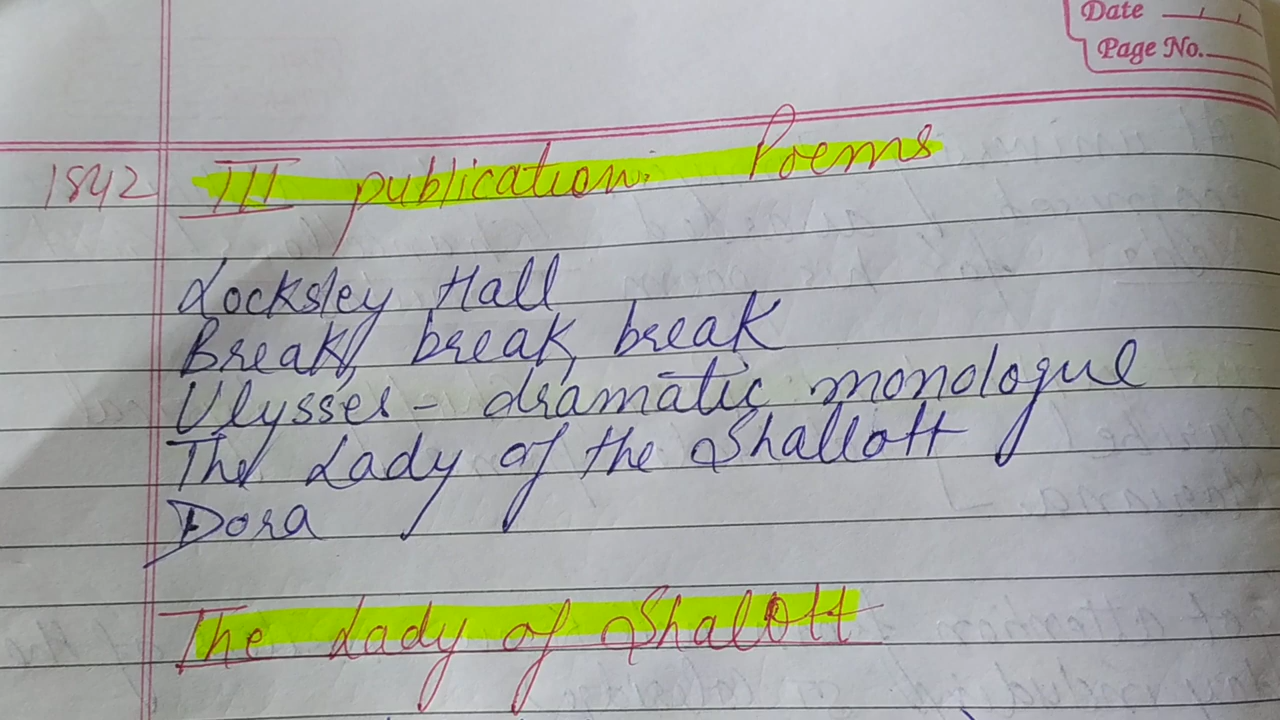 Date
Page No.
1842 III publication. Poems
Locksley Hall
Break, break, break
Ulysses - dramatic monologue
The Lady of the Shallott
Dora
The Lady of Shalott